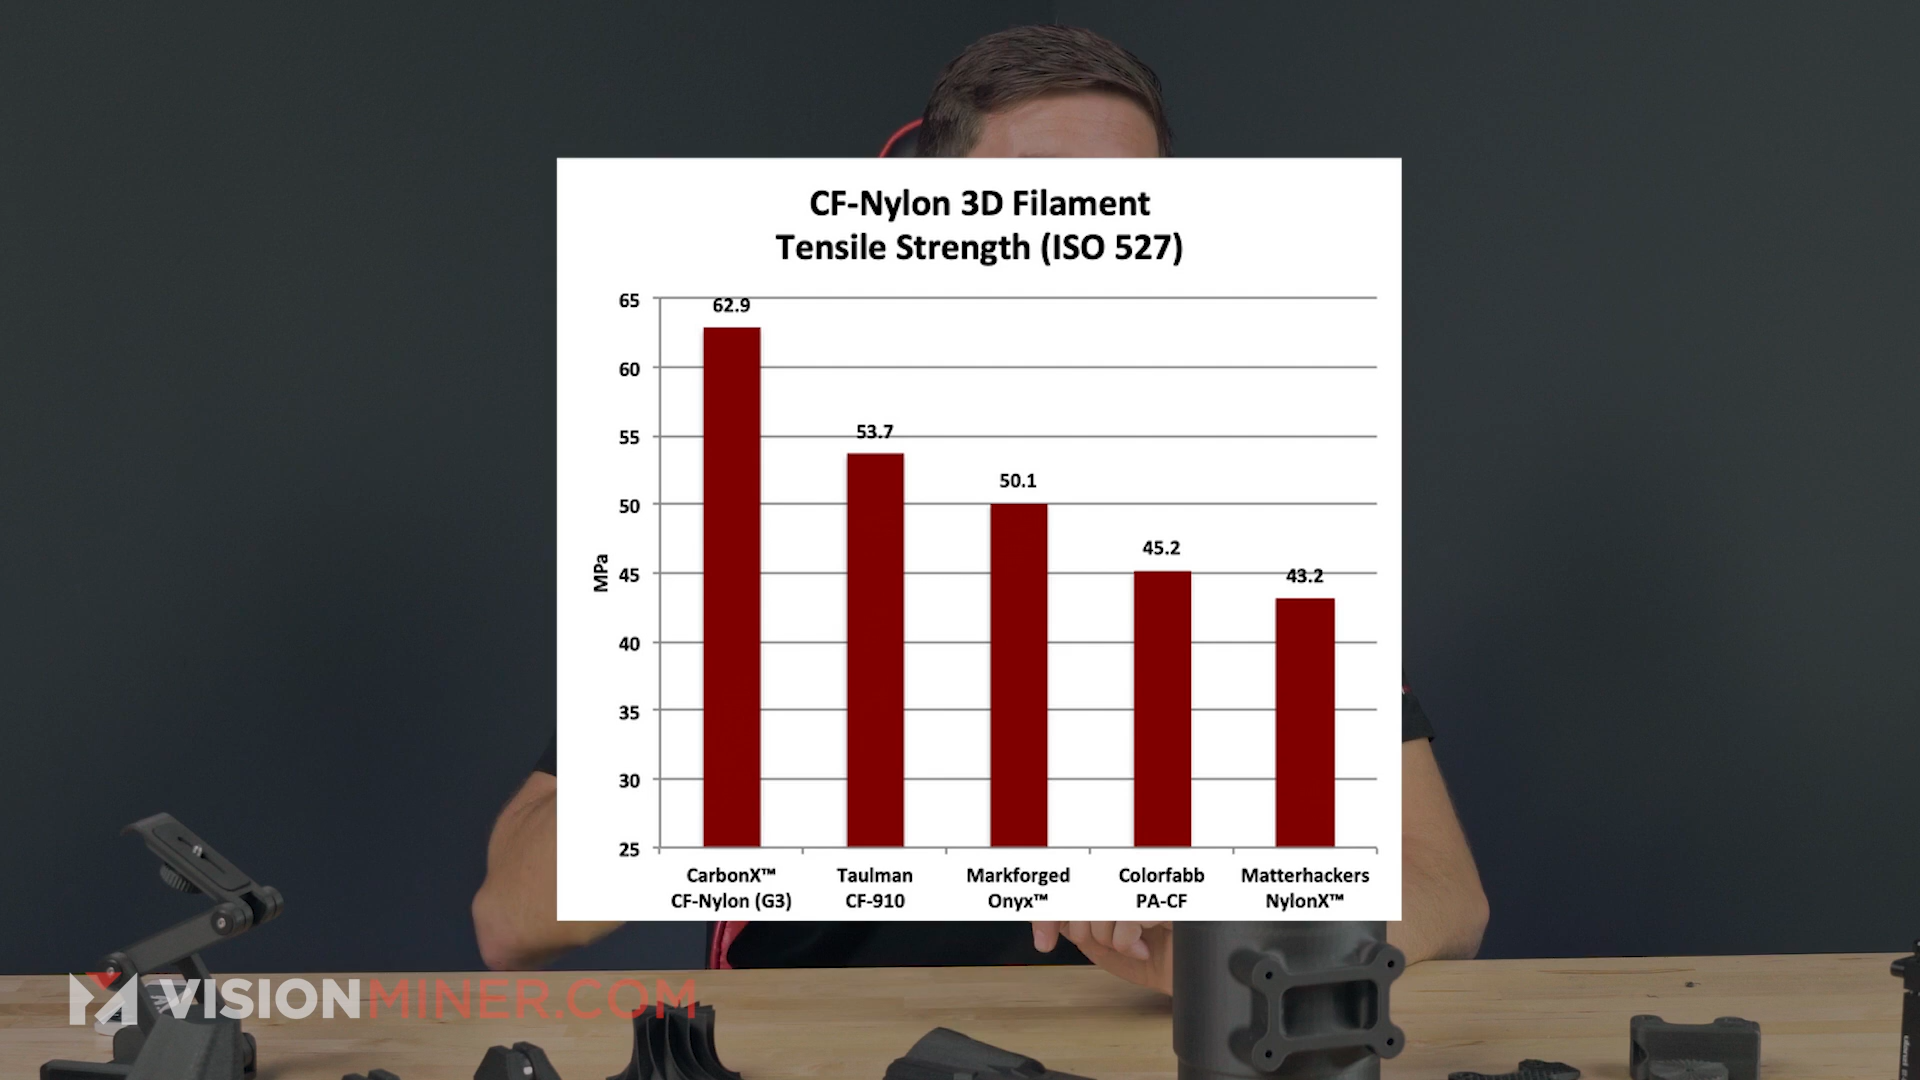 CF-Nylon 3D Filament
Tensile Strength (ISO 527)
MPa
65
60
55
50
45
40
35
30
25
62.9
53.7
50.1
45.2
43.2
CarbonX™
CF-Nylon (G3)
Taulman
CF-910
Markforged
Onyx™
Colorfabb
PA-CF
Matterhackers
NylonX™
VISIONMINER.COM